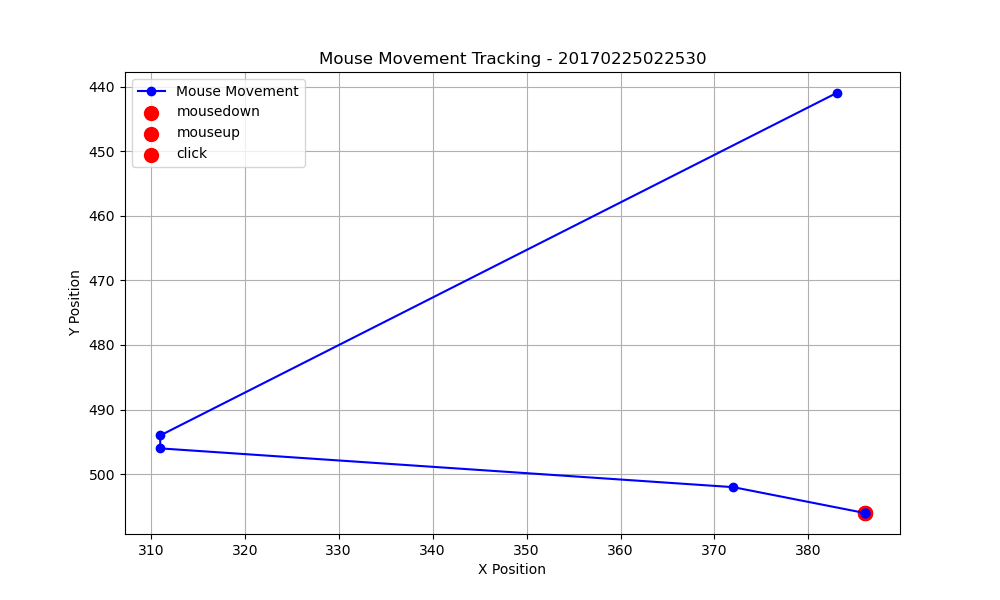 Mouse Movement Tracking - 20170225022530
Mouse Movement
mousedown
mouseup
click
440
450
460
470
480
490
500
Y Position
310 320 330 340 350 360 370 380
X Position